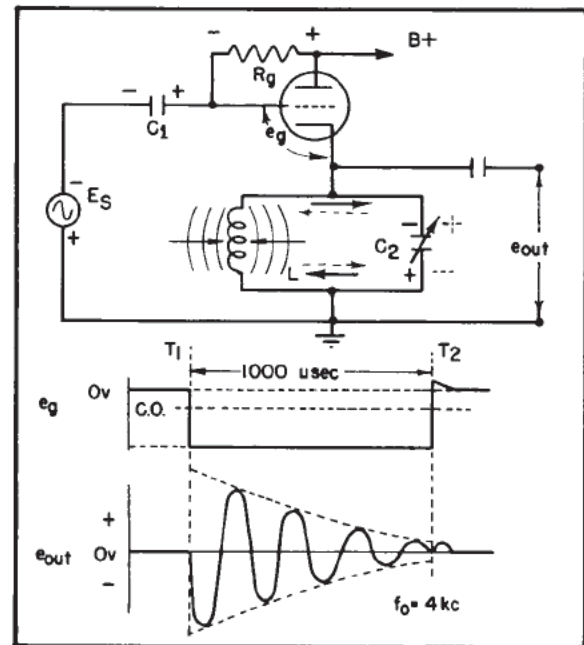 − + B+
Rg
− +
C1
eg
− ES
+
− +
C2
eout
L
+
T1 T2
1000 usec
eg Ov
C.O.
+
eout Ov
−
fo = 4 kc